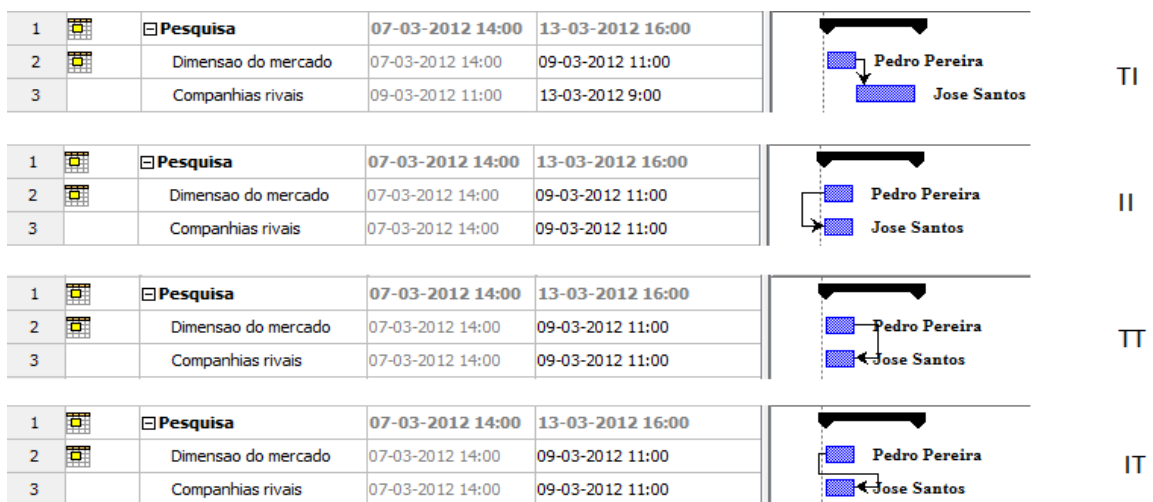 1 Pesquisa 07-03-2012 14:00 13-03-2012 16:00
2 Dimensao do mercado 07-03-2012 14:00 09-03-2012 11:00 Pedro Pereira
3 Companhias rivais 09-03-2012 11:00 13-03-2012 9:00 Jose Santos
TI
1 Pesquisa 07-03-2012 14:00 13-03-2012 16:00
2 Dimensao do mercado 07-03-2012 14:00 09-03-2012 11:00 Pedro Pereira
3 Companhias rivais 07-03-2012 14:00 09-03-2012 11:00 Jose Santos
II
1 Pesquisa 07-03-2012 14:00 13-03-2012 16:00
2 Dimensao do mercado 07-03-2012 14:00 09-03-2012 11:00 Pedro Pereira
3 Companhias rivais 07-03-2012 14:00 09-03-2012 11:00 Jose Santos
TT
1 Pesquisa 07-03-2012 14:00 13-03-2012 16:00
2 Dimensao do mercado 07-03-2012 14:00 09-03-2012 11:00 Pedro Pereira
3 Companhias rivais 07-03-2012 14:00 09-03-2012 11:00 Jose Santos
IT